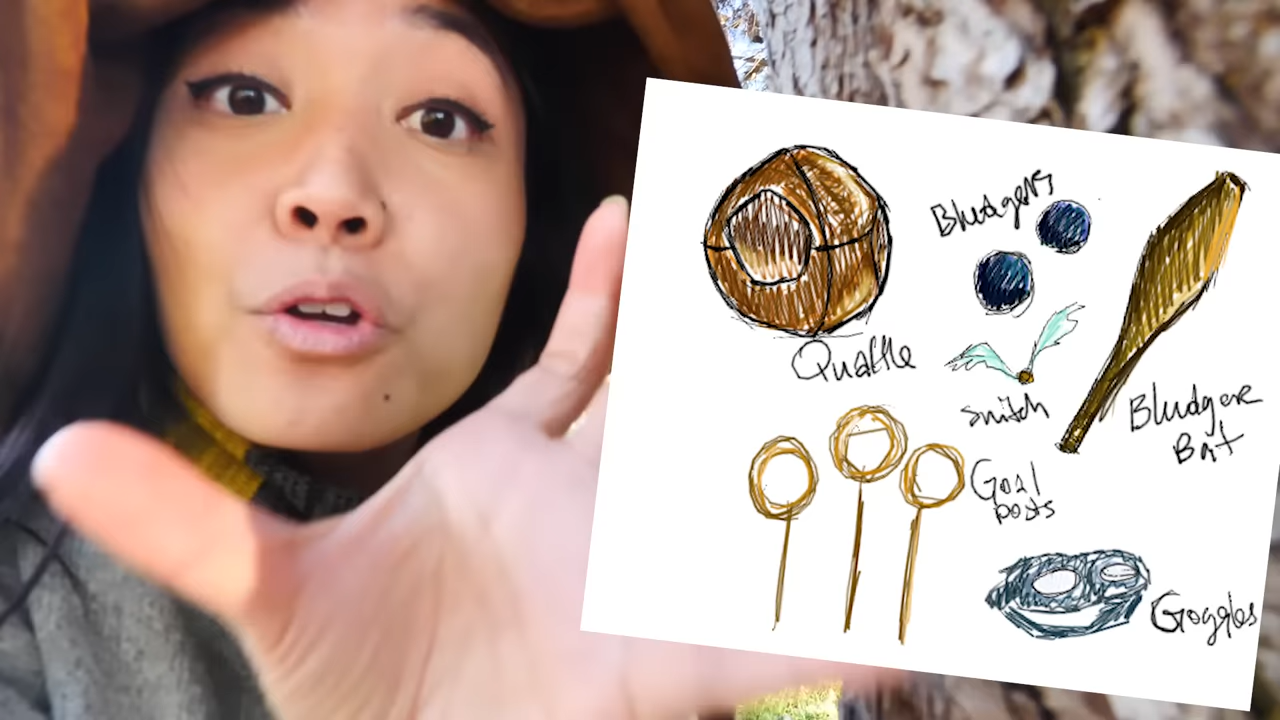 Bludgers
Quaffle
Snitch
Bludger
Bat
Goal
posts
Goggles